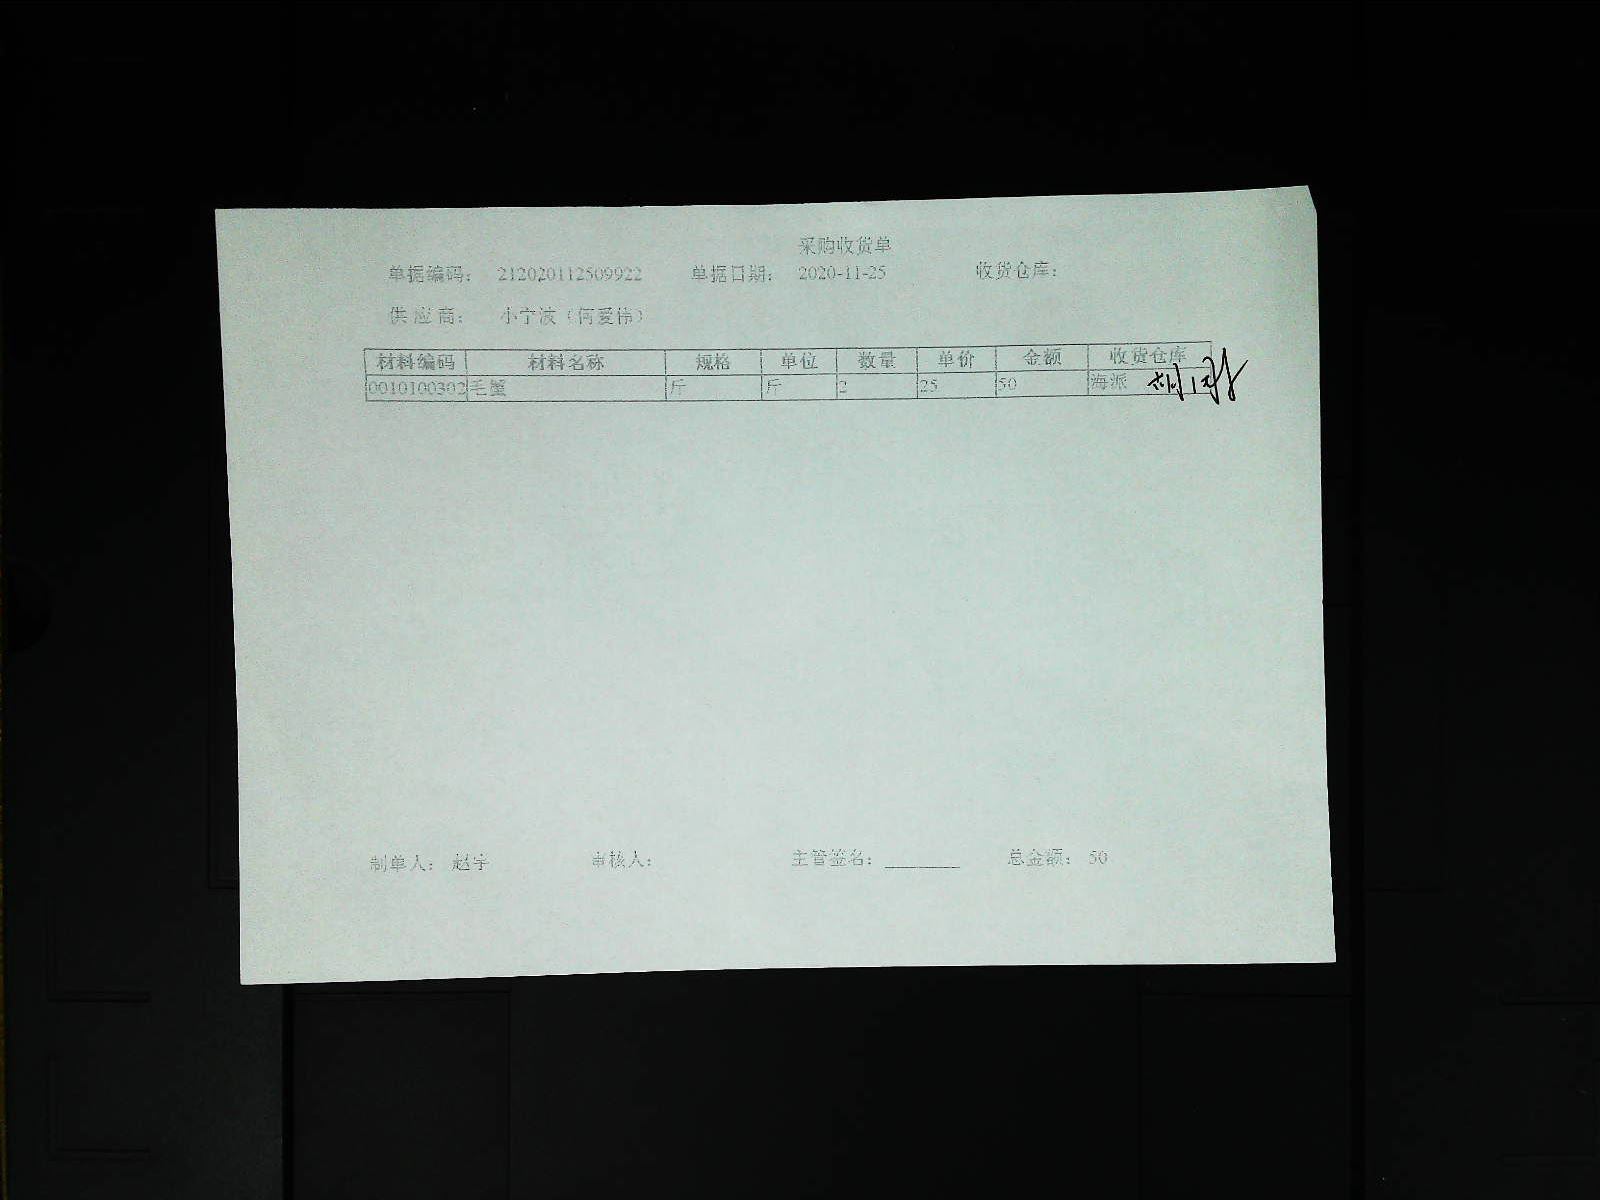 采购收货单
单据编码： 212020112509922 单据日期： 2020-11-25 收货仓库：
供应商： 小宁波（何爱伟）
材料编码 材料名称 规格 单位 数量 单价 金额 收货仓库
0010100302 毛蟹 斤 斤 2 25 50 海派
制单人： 赵宇 审核人： 主管签名： 总金额： 50